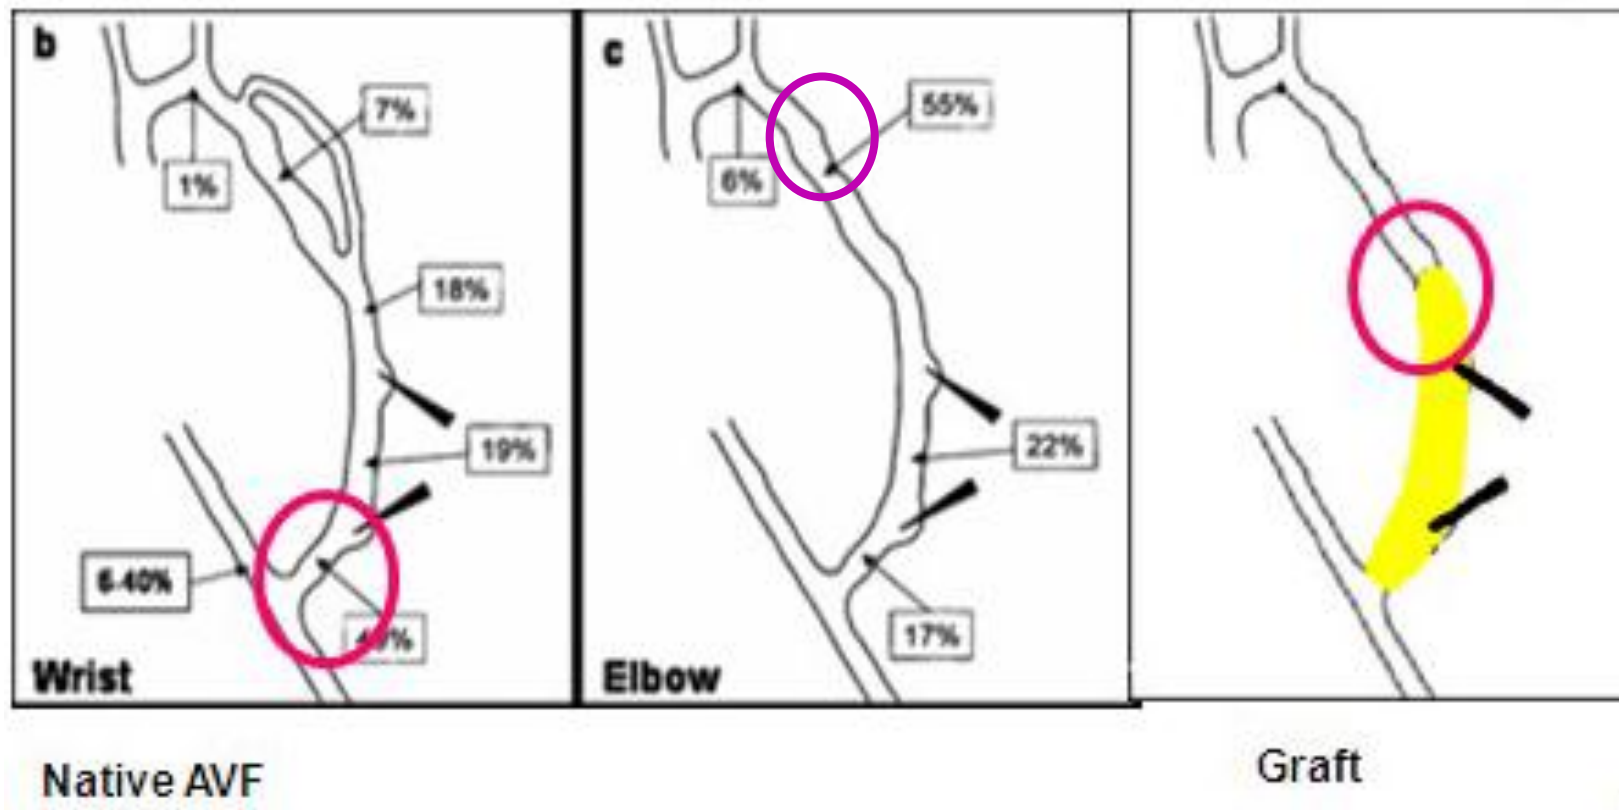 b
7%
1%
18%
19%
6-40%
Wrist
c
55%
6%
22%
17%
Elbow
Native AVF
Graft